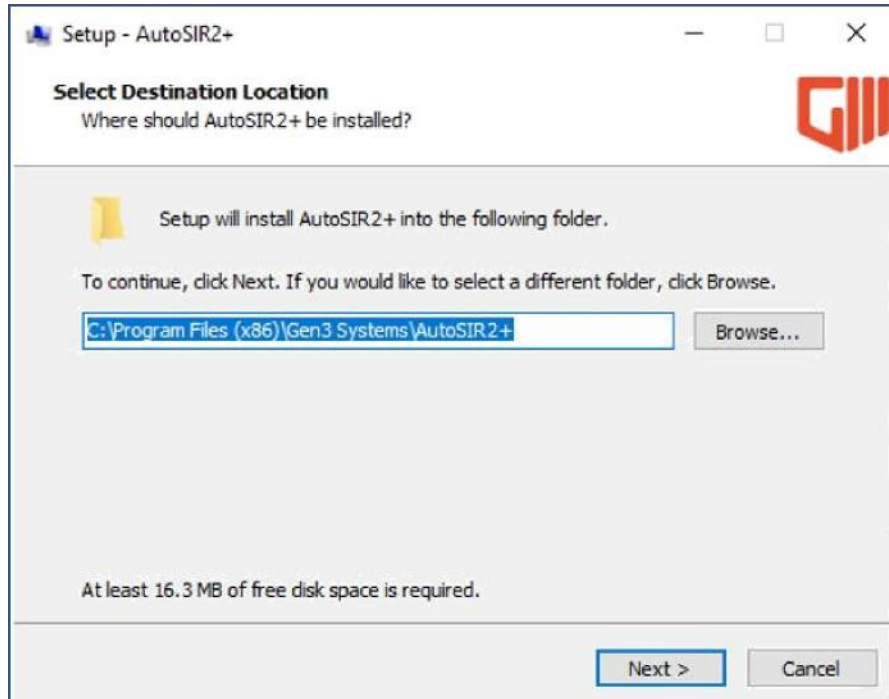 Setup - AutoSIR2+
Select Destination Location
Where should AutoSIR2+ be installed?
Setup will install AutoSIR2+ into the following folder.
To continue, click Next. If you would like to select a different folder, click Browse.
C:\Program Files (x86)\Gen3 Systems\AutoSIR2+
Browse...
At least 16.3 MB of free disk space is required.
Next >
Cancel